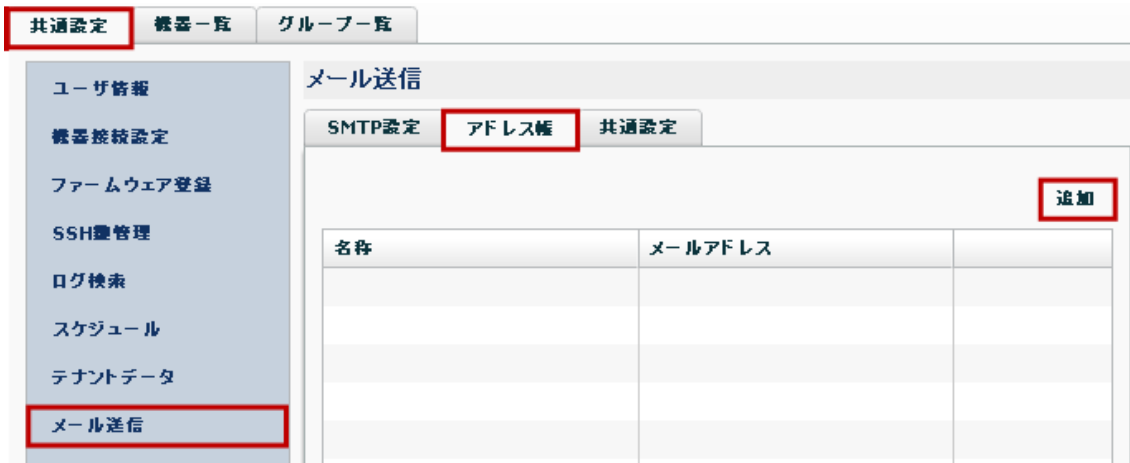 共通設定 機器一覧 グループ一覧
ユーザ情報
機器接続設定
ファームウェア登録
SSH鍵管理
ログ検索
スケジュール
テナントデータ
メール送信
メール送信
SMTP設定 アドレス帳 共通設定
追加
名称 メールアドレス